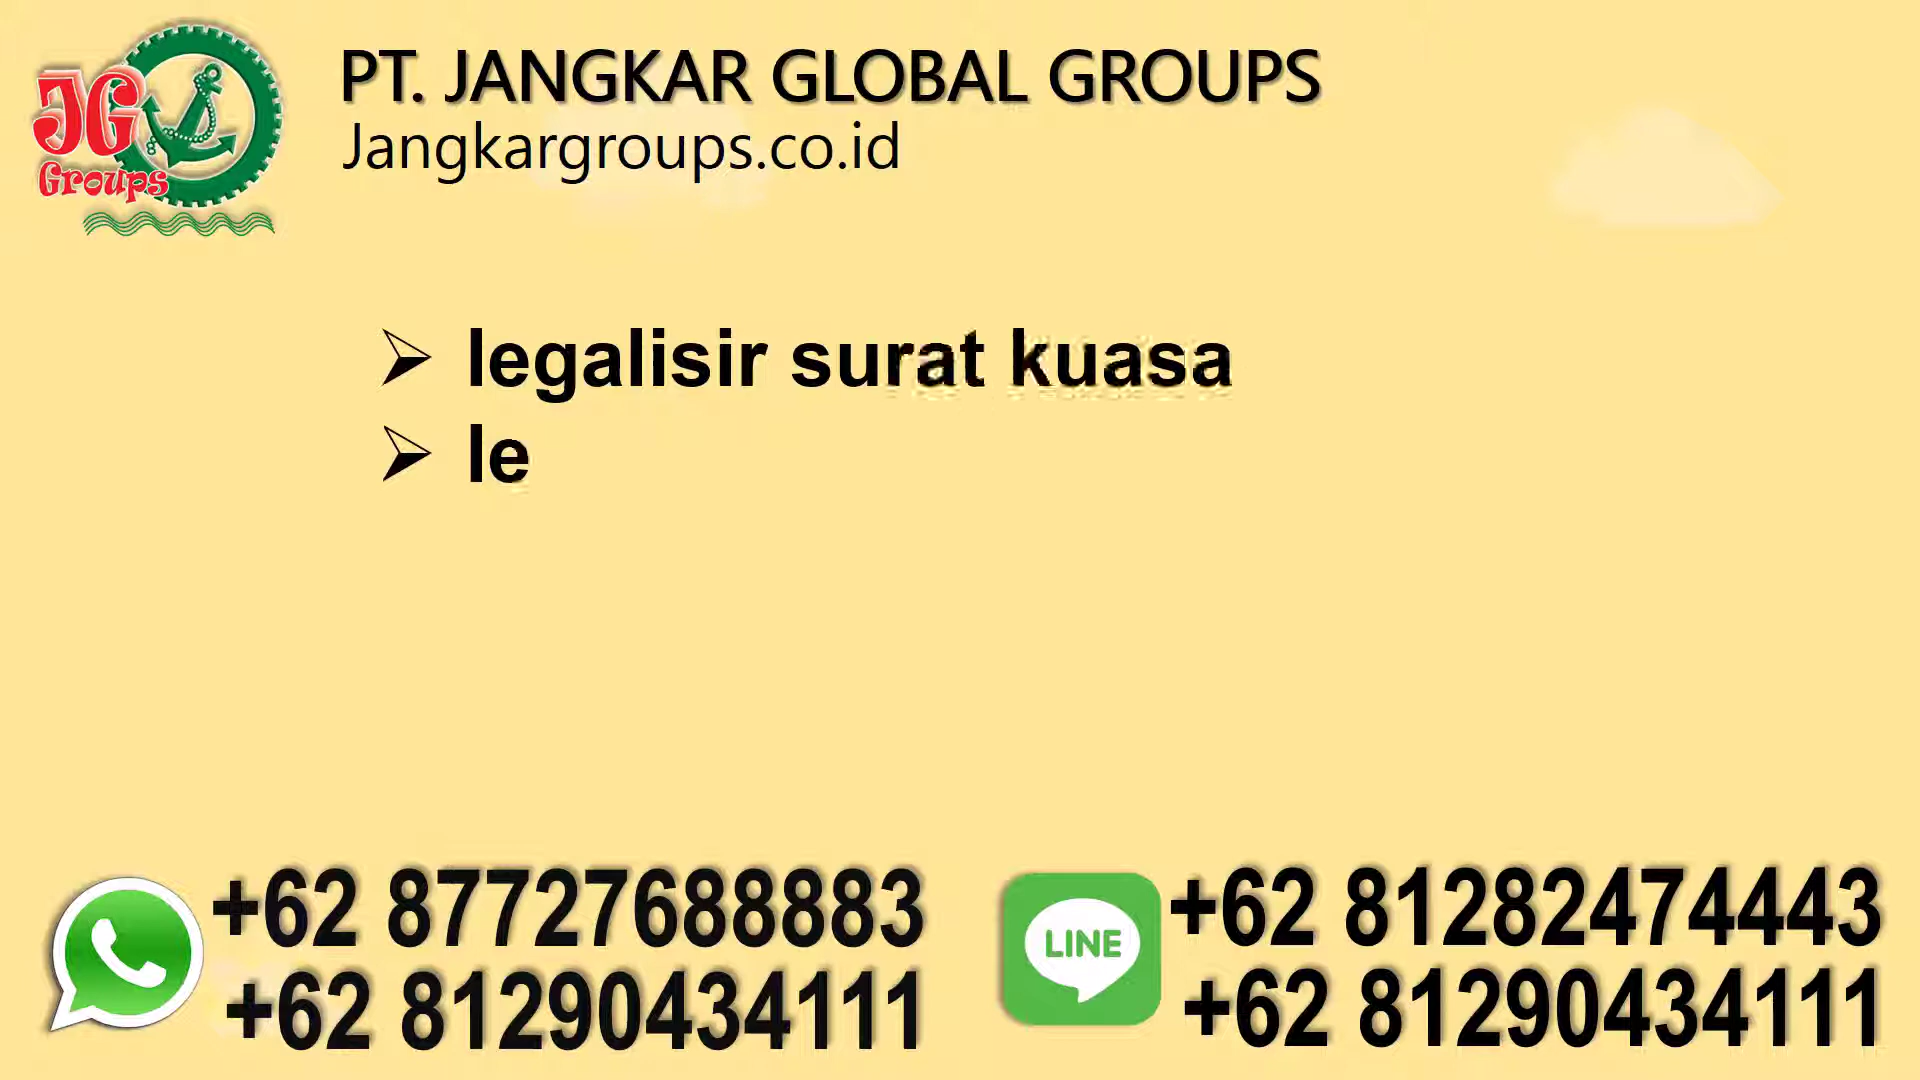 JG
Groups
PT. JANGKAR GLOBAL GROUPS
Jangkargroups.co.id
legalisir surat kuasa
le
+62 87727688883
+62 81290434111
LINE
+62 81282474443
+62 81290434111